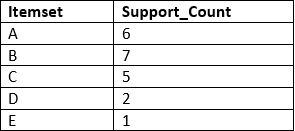 Itemset Support_Count
A 6
B 7
C 5
D 2
E 1